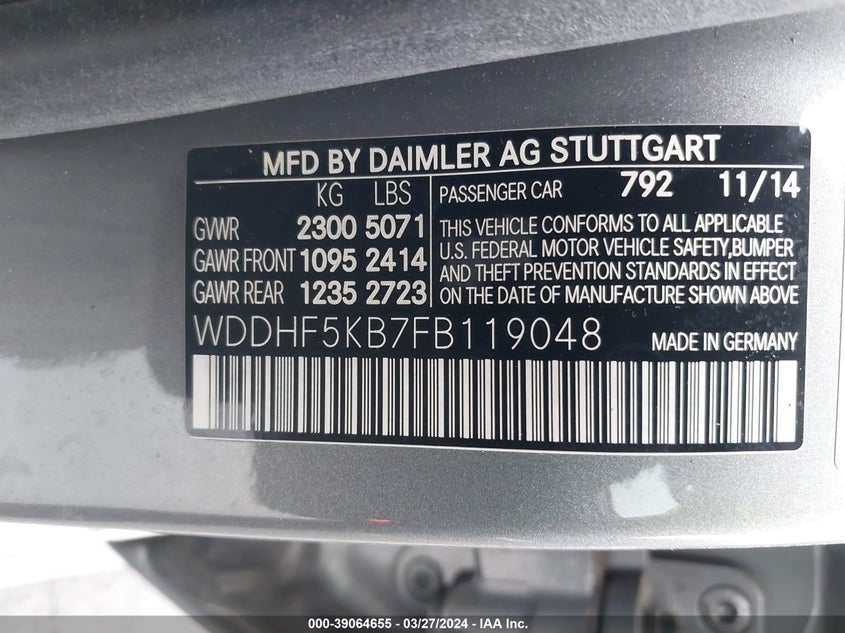 MFD BY DAIMLER AG STUTTGART
KG LBS
GVWR 2300 5071
GAWR FRONT 1095 2414
GAWR REAR 1235 2723
PASSENGER CAR 792 11/14
THIS VEHICLE CONFORMS TO ALL APPLICABLE
U.S. FEDERAL MOTOR VEHICLE SAFETY,BUMPER
AND THEFT PREVENTION STANDARDS IN EFFECT
ON THE DATE OF MANUFACTURE SHOWN ABOVE
WDDHF5KB7FB119048
MADE IN GERMANY
000-39064655 — 03/27/2024 — IAA Inc.